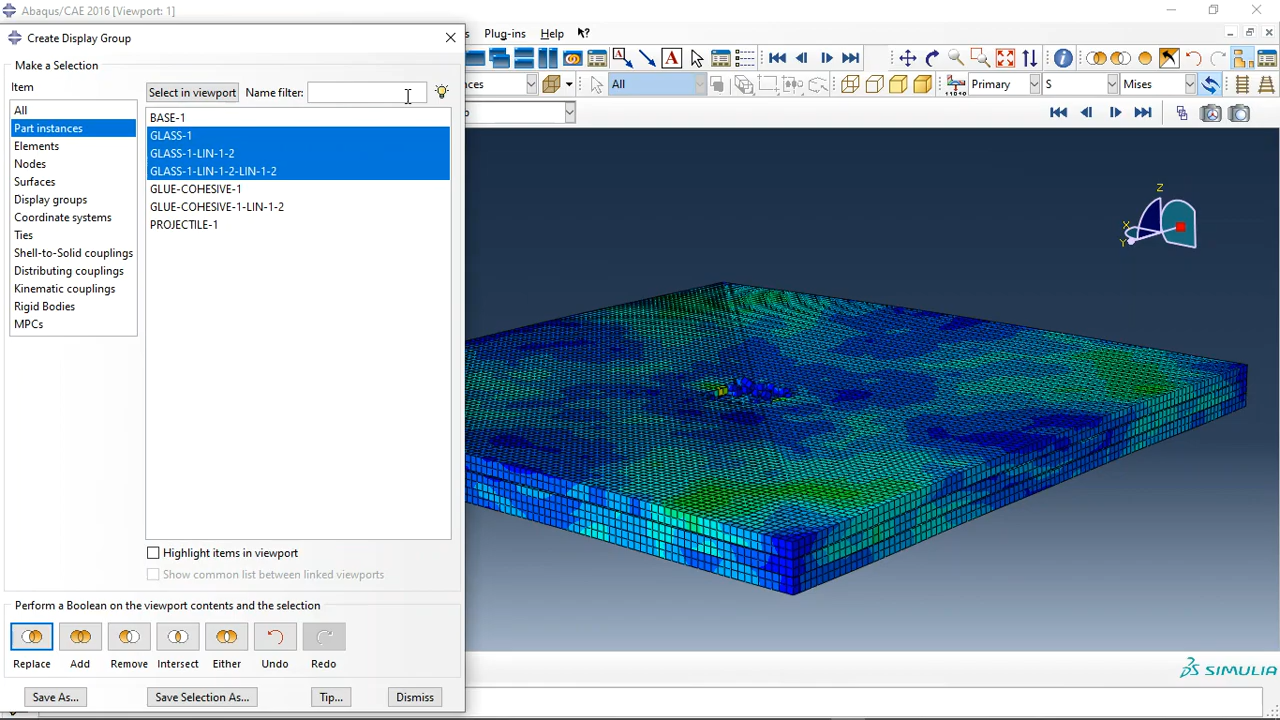 Abaqus/CAE 2016 [Viewport: 1]
Create Display Group
Plug-ins Help
Make a Selection
Item
Select in viewport Name filter:
All
Primary
S
Mises
All
Part instances
Elements
Nodes
Surfaces
Display groups
Coordinate systems
Ties
Shell-to-Solid couplings
Distributing couplings
Kinematic couplings
Rigid Bodies
MPCs
BASE-1
GLASS-1
GLASS-1-LIN-1-2
GLASS-1-LIN-1-2-LIN-1-2
GLUE-COHESIVE-1
GLUE-COHESIVE-1-LIN-1-2
PROJECTILE-1
Z
X
Y
Highlight items in viewport
Show common list between linked viewports
Perform a Boolean on the viewport contents and the selection
Replace Add Remove Intersect Either Undo Redo
Save As... Save Selection As... Tip... Dismiss
SIMULIA